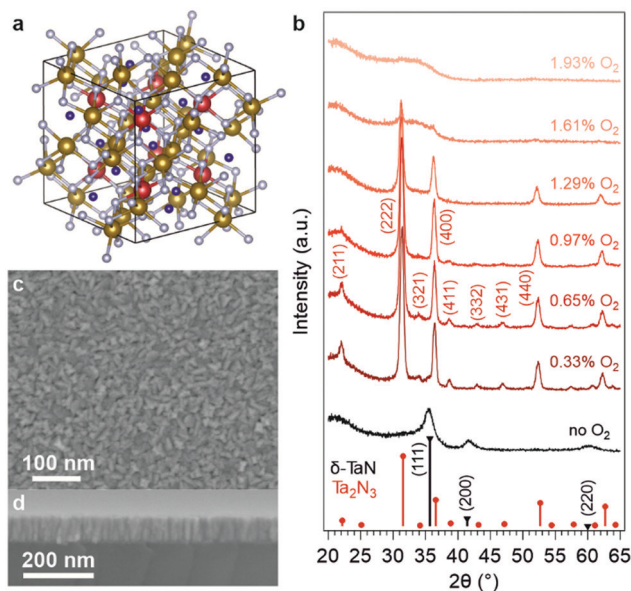 a
b
1.93% O₂
1.61% O₂
1.29% O₂
(222)
(400)
0.97% O₂
(211)
(321)
(411)
(332)
(431)
(440)
0.65% O₂
0.33% O₂
no O₂
δ-TaN
Ta₂N₃
(111)
(200)
(220)
Intensity (a.u.)
20 25 30 35 40 45 50 55 60 65
2θ (°)
c
100 nm
d
200 nm